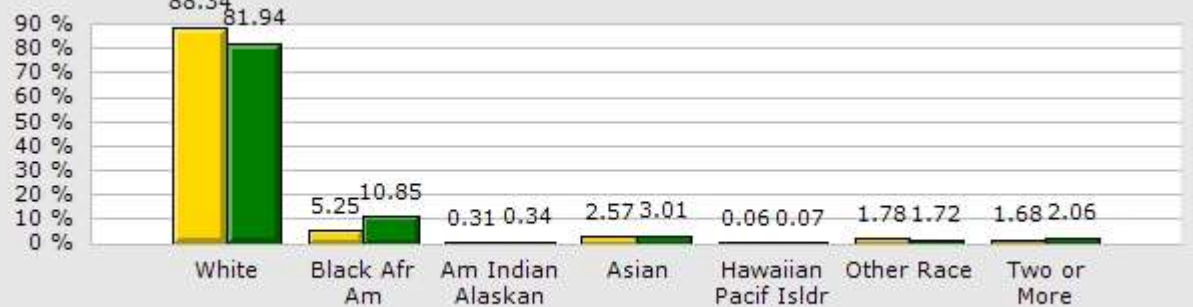 88.34
81.94
90 %
80 %
70 %
60 %
50 %
40 %
30 %
20 %
10 %
0 %
5.25 10.85
0.31 0.34
2.57 3.01
0.06 0.07
1.78 1.72
1.68 2.06
White
Black Afr
Am
Am Indian
Alaskan
Asian
Hawaiian
Pacif Isldr
Other Race
Two or
More